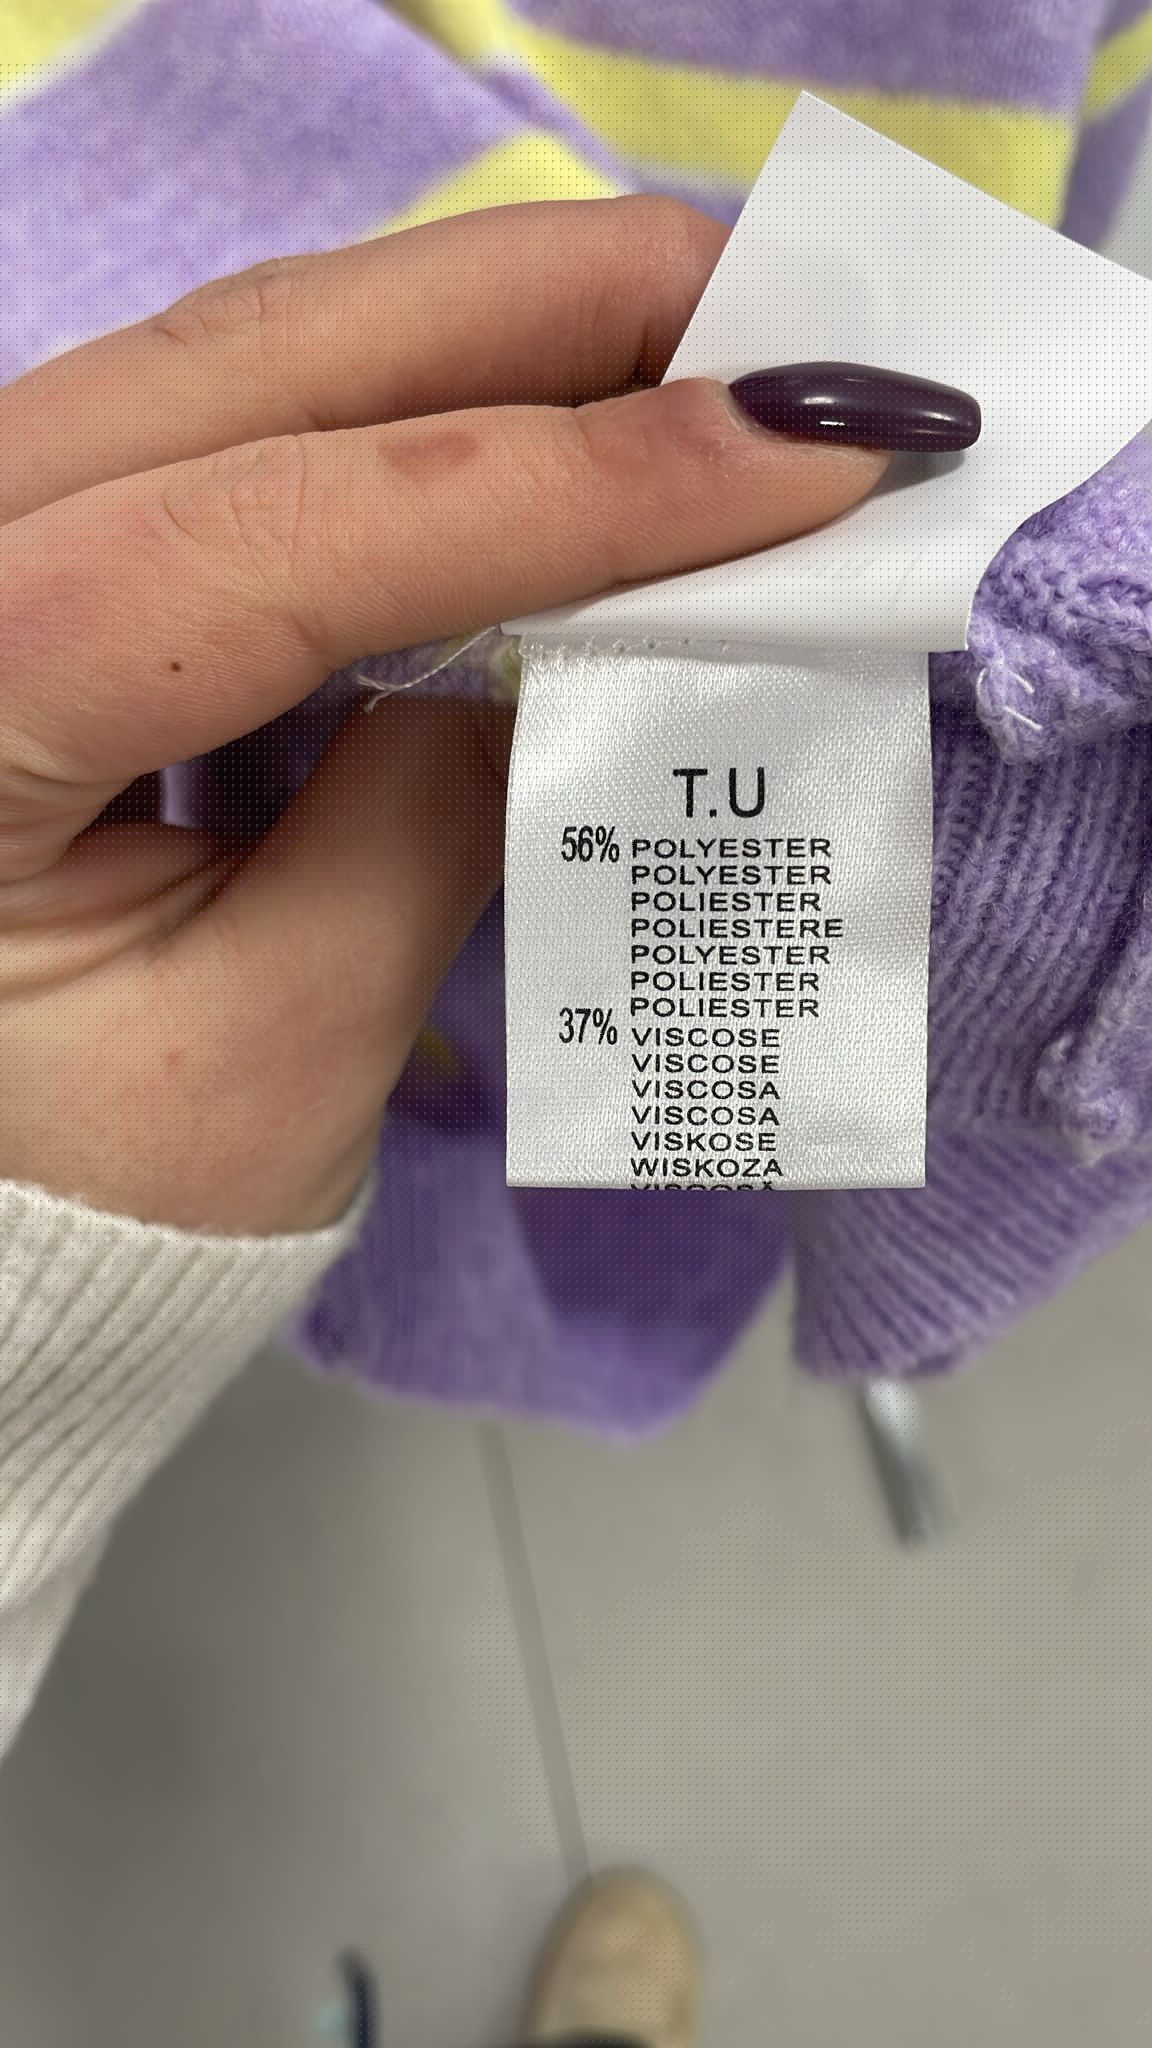 T.U
56% POLYESTER
POLYESTER
POLIESTER
POLIESTERE
POLYESTER
POLIESTER
POLIESTER
37% VISCOSE
VISCOSE
VISCOSA
VISCOSA
VISKOSE
WISKOZA